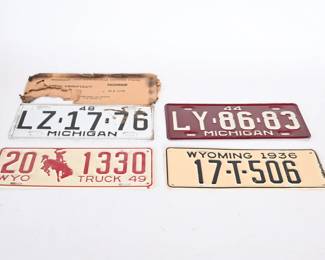 48
LZ·17·76
MICHIGAN
44
LY·86·83
MICHIGAN
20 1330
WYO TRUCK 49
WYOMING 1936
17·T·506